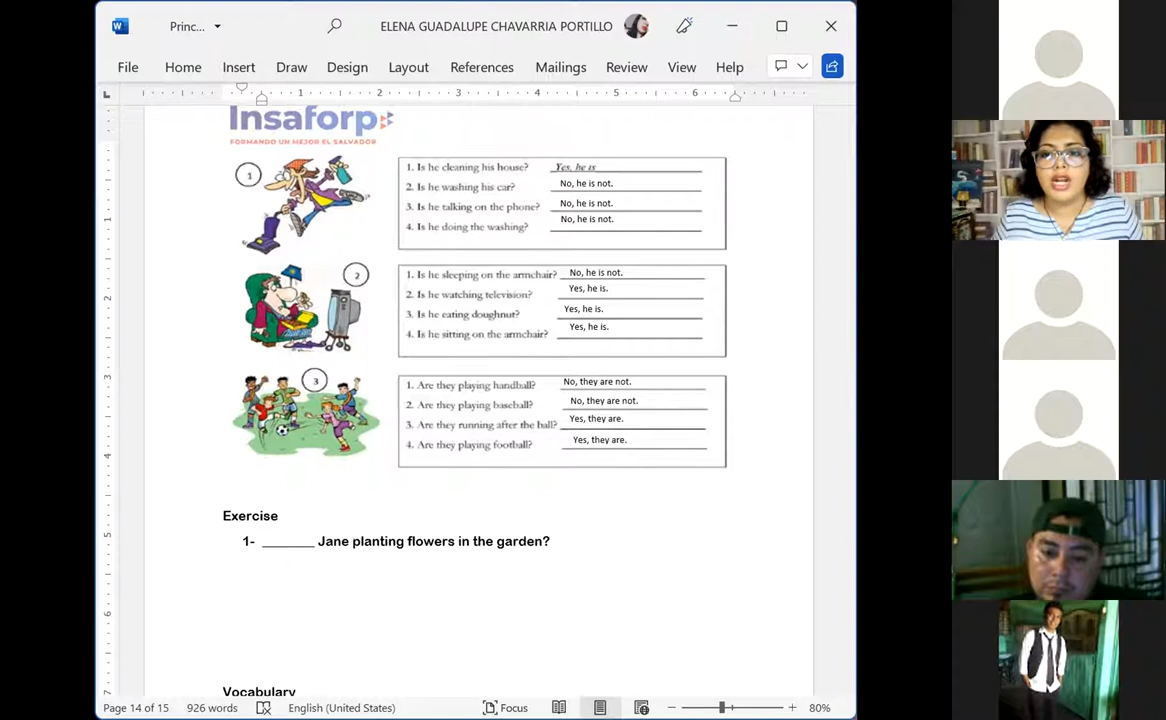 Princ...
ELENA GUADALUPE CHAVARRIA PORTILLO
File Home Insert Draw Design Layout References Mailings Review View Help
1 2 3 4 5 6
Insaforp
FORMANDO UN MEJOR EL SALVADOR
1
1. Is he cleaning his house? Yes, he is
2. Is he washing his car? No, he is not.
3. Is he talking on the phone? No, he is not.
4. Is he doing the washing? No, he is not.
2
1. Is he sleeping on the armchair? No, he is not.
2. Is he watching television? Yes, he is.
3. Is he eating doughnut? Yes, he is.
4. Is he sitting on the armchair? Yes, he is.
3
1. Are they playing handball? No, they are not.
2. Are they playing baseball? No, they are not.
3. Are they running after the ball? Yes, they are.
4. Are they playing football? Yes, they are.
Exercise
1- ________ Jane planting flowers in the garden?
Vocabulary
Page 14 of 15 926 words English (United States) Focus 80%